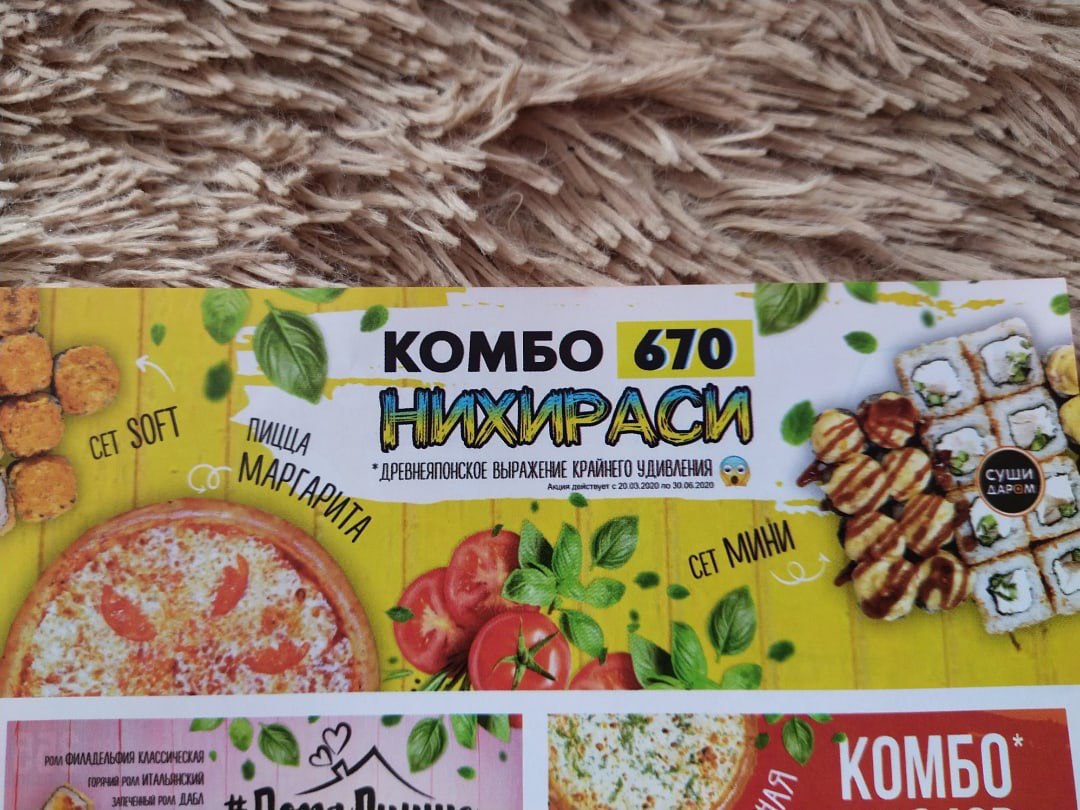 КОМБО 670
НИХИРАСИ
*ДРЕВНЕЯПОНСКОЕ ВЫРАЖЕНИЕ КРАЙНЕГО УДИВЛЕНИЯ
Акция действует с 20.03.2020 по 30.06.2020
СЕТ SOFT
ПИЦЦА
МАРГАРИТА
СЕТ МИНИ
СУШИ
ДАРОМ
РОЛЛ ФИЛАДЕЛЬФИЯ КЛАССИЧЕСКАЯ
ГОРЯЧИЙ РОЛЛ ИТАЛЬЯНСКИЙ
ЗАПЕЧЕННЫЙ РОЛЛ ДАБЛ
КОМБО*